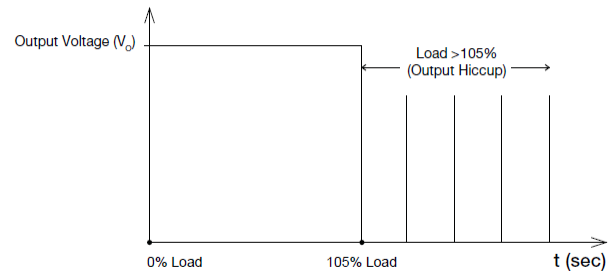 Output Voltage (Vo)
Load >105%
(Output Hiccup)
0% Load
105% Load
t (sec)